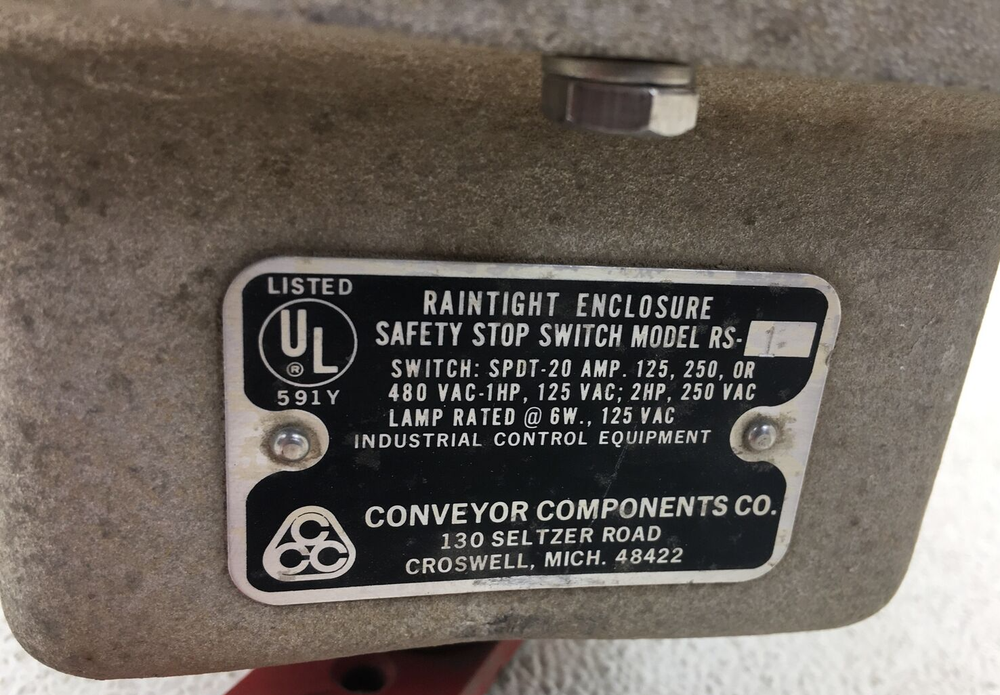 LISTED
UL
®
591Y
RAINTIGHT ENCLOSURE
SAFETY STOP SWITCH MODEL RS-1
SWITCH: SPDT-20 AMP. 125, 250, OR
480 VAC-1HP, 125 VAC; 2HP, 250 VAC
LAMP RATED @ 6W., 125 VAC
INDUSTRIAL CONTROL EQUIPMENT
CCC
CONVEYOR COMPONENTS CO.
130 SELTZER ROAD
CROSWELL, MICH. 48422